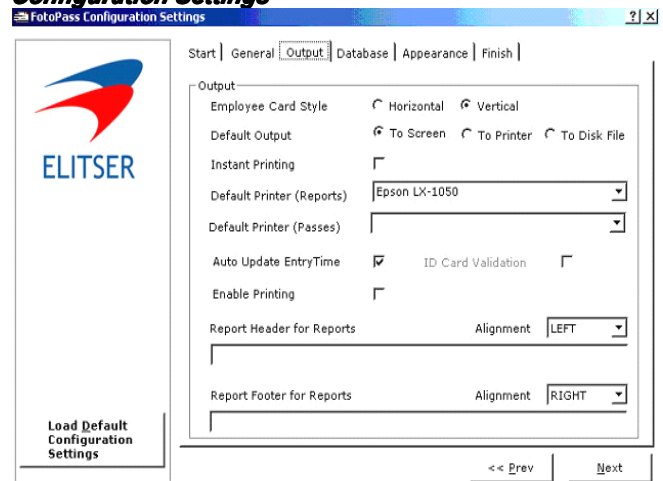 Configuration Settings
FotoPass Configuration Settings ? X
Start General Output Database Appearance Finish
Output
Employee Card Style Horizontal Vertical
Default Output To Screen To Printer To Disk File
Instant Printing
Default Printer (Reports) Epson LX-1050
Default Printer (Passes)
Auto Update EntryTime ID Card Validation
Enable Printing
Report Header for Reports Alignment LEFT
Report Footer for Reports Alignment RIGHT
ELITSER
Load Default
Configuration
Settings
<< Prev Next